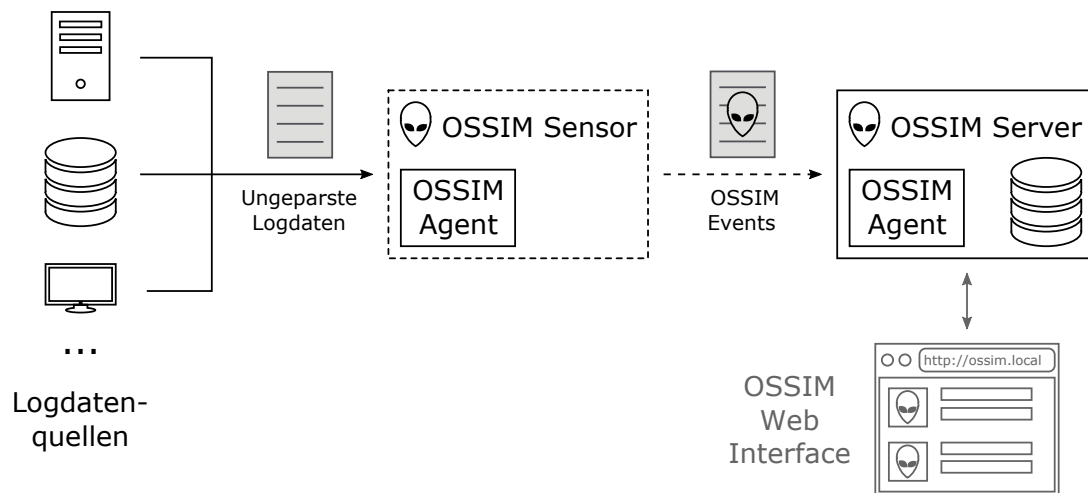 Ungeparste
Logdaten
OSSIM Sensor
OSSIM
Agent
OSSIM
Events
OSSIM Server
OSSIM
Agent
...
Logdaten-
quellen
OSSIM
Web
Interface
http://ossim.local